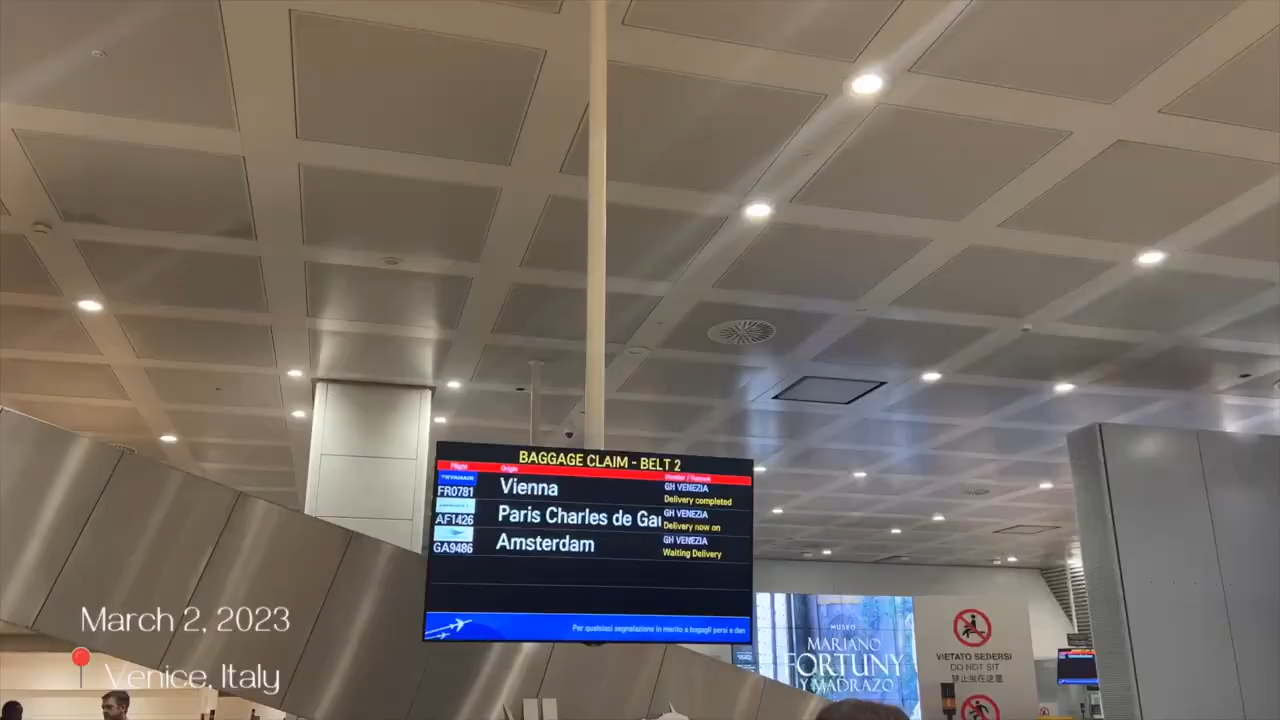 BAGGAGE CLAIM - BELT 2
Flight Origin
RYANAIR
FR0781 Vienna GH VENEZIA
Delivery completed
AF1426 Paris Charles de Gau GH VENEZIA
Delivery now on
GA9486 Amsterdam GH VENEZIA
Waiting Delivery
Per qualsiasi segnalazione in merito a bagagli persi e dan
MUSEO
MARIANO
FORTUNY
Y MADRAZO
VIETATO SEDERSI
DO NOT SIT
禁止坐在这里
March 2, 2023
Venice, Italy